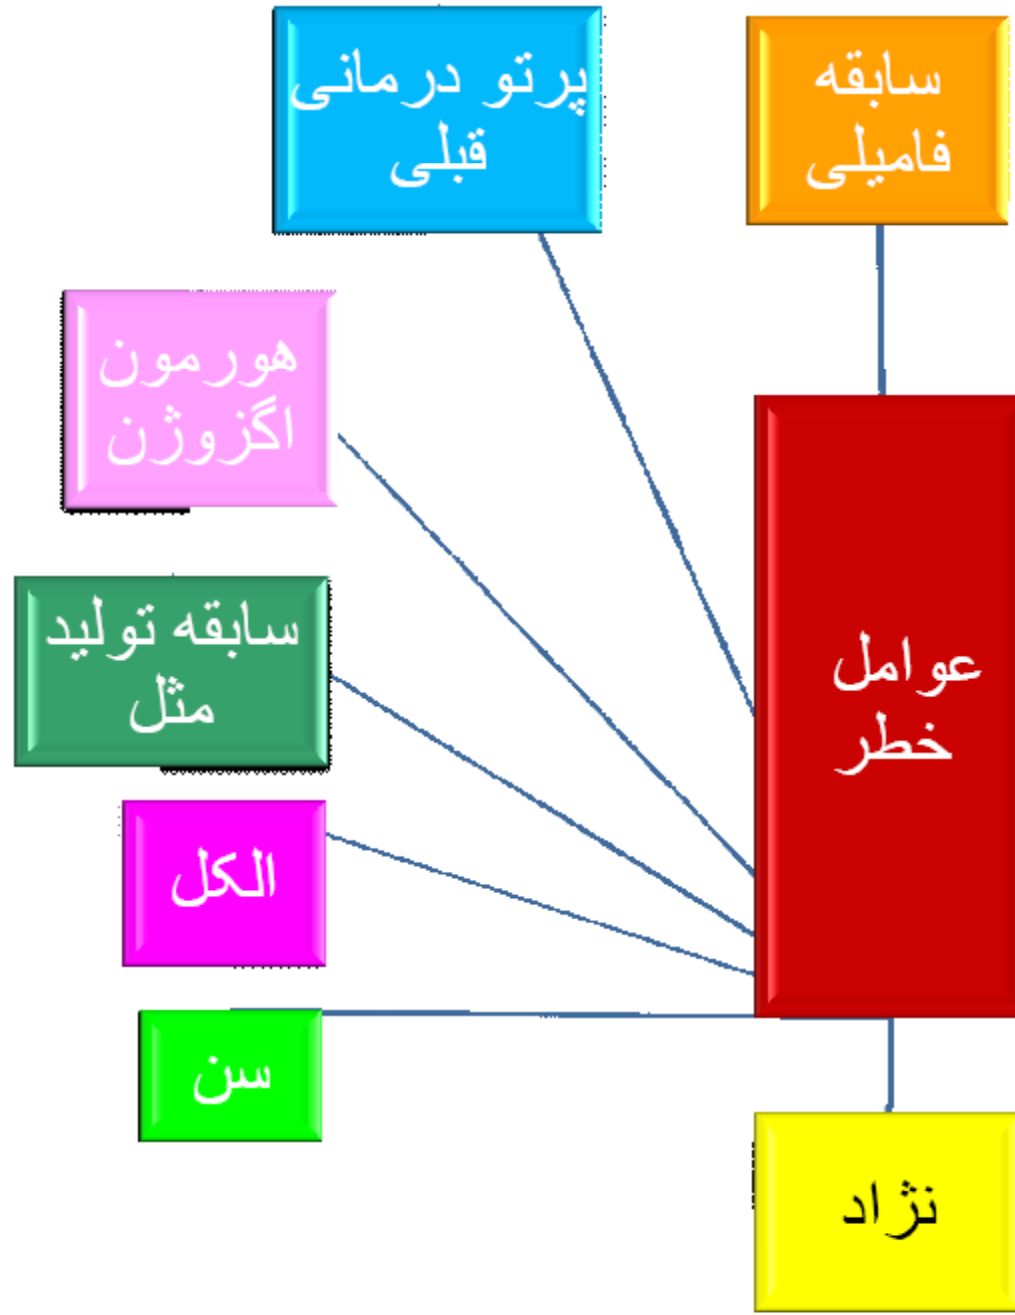 سابقه
فامیلی
پرتو درمانی
قبلی
هورمون
اگزوژن
سابقه تولید
مثل
عوامل
خطر
الکل
سن
نژاد